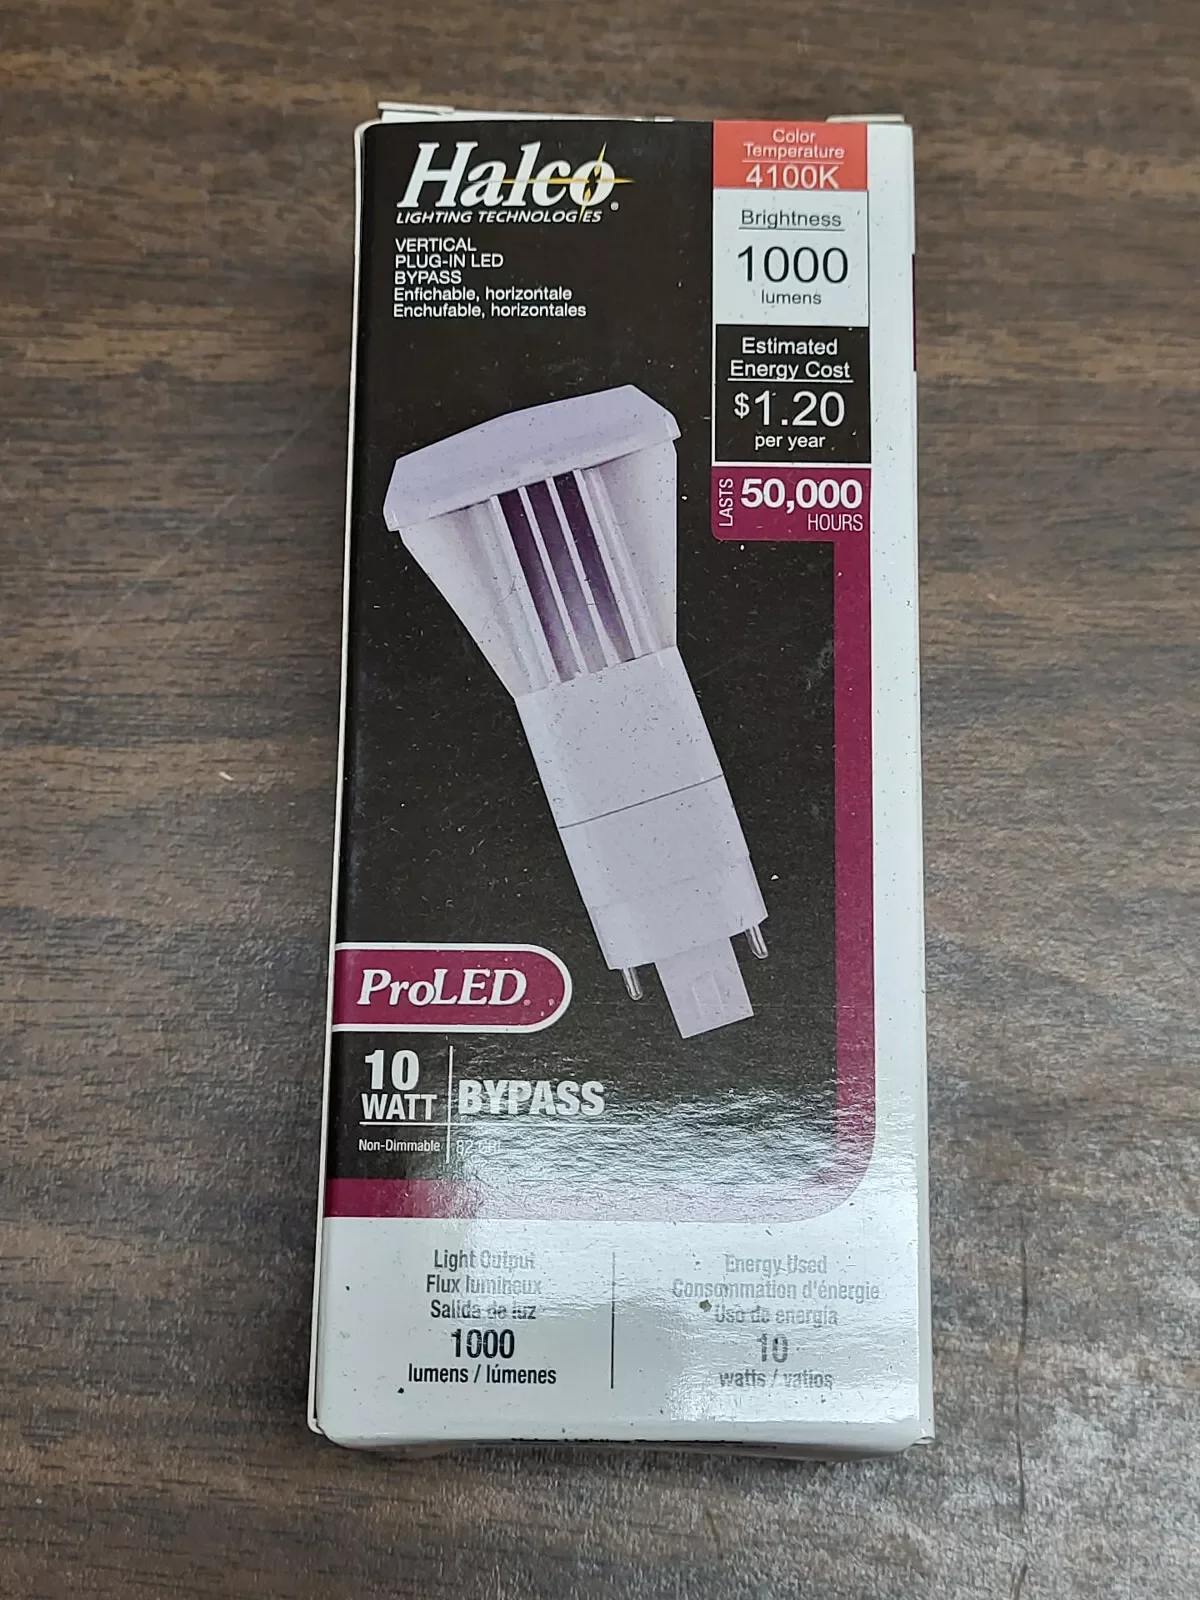 Halco®
LIGHTING TECHNOLOGIES
VERTICAL
PLUG-IN LED
BYPASS
Enfichable, horizontale
Enchufable, horizontales
Color
Temperature
4100K
Brightness
1000
lumens
Estimated
Energy Cost
$1.20
per year
LASTS
50,000
HOURS
ProLED®
10
WATT
BYPASS
Non-Dimmable
82 CRI
Light Output
Flux lumineux
Salida de luz
1000
lumens / lúmenes
Energy Used
Consommation d'énergie
Uso de energía
10
watts / vatios